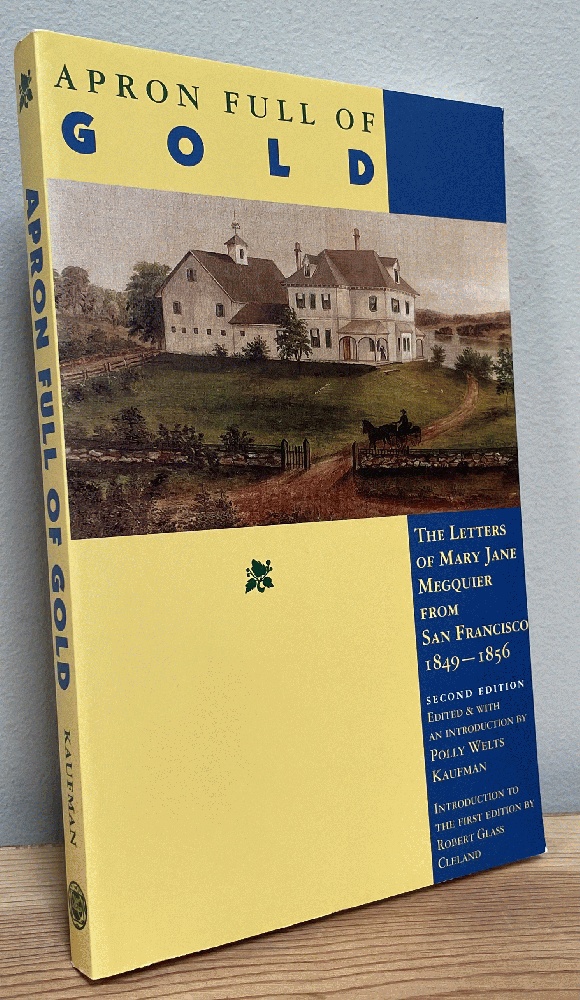 APRON FULL OF
GOLD
THE LETTERS
OF MARY JANE
MEGQUIER
FROM
SAN FRANCISCO
1849–1856
SECOND EDITION
EDITED & WITH
AN INTRODUCTION BY
POLLY WELTS
KAUFMAN
INTRODUCTION TO
THE FIRST EDITION BY
ROBERT GLASS
CLELAND
APRON FULL OF GOLD
KAUFMAN